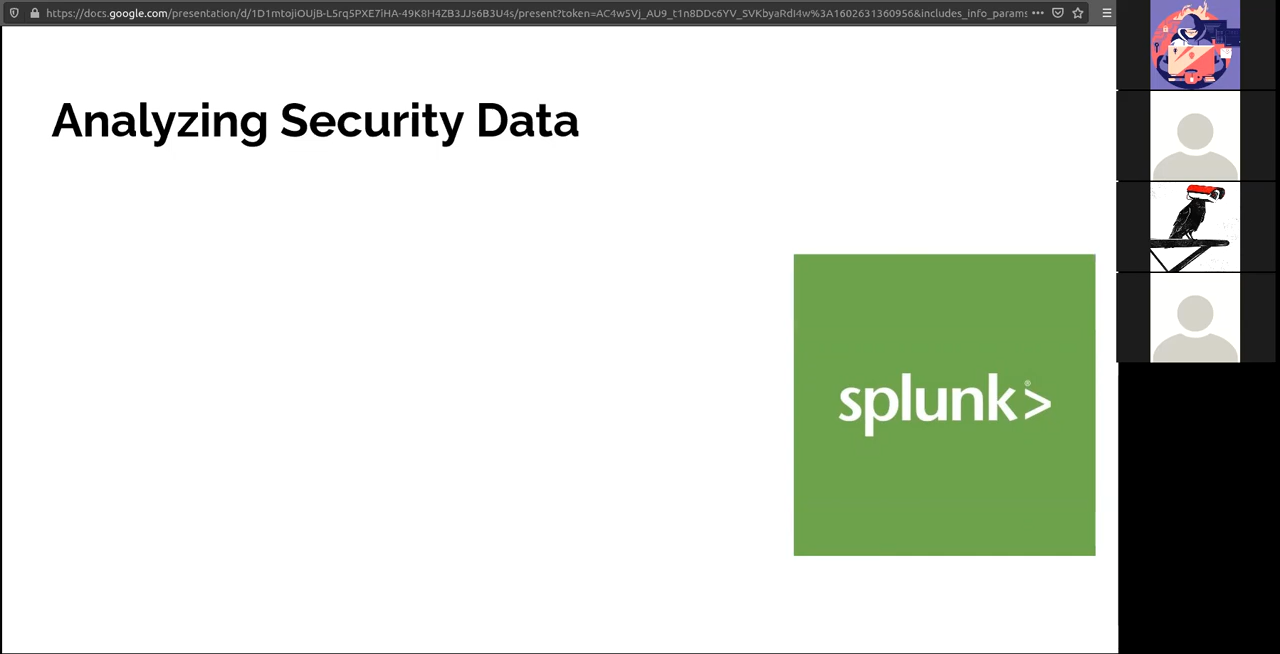 https://docs.google.com/presentation/d/1D1mtojiOUjB-L5rq5PXE7iHA-49K8H4ZB3JJs6B3U4s/present?token=AC4w5Vj_AU9_t1n8DDc6YV_SVKbyaRdI4w%3A1602631360956&includes_info_params
Analyzing Security Data
splunk>®